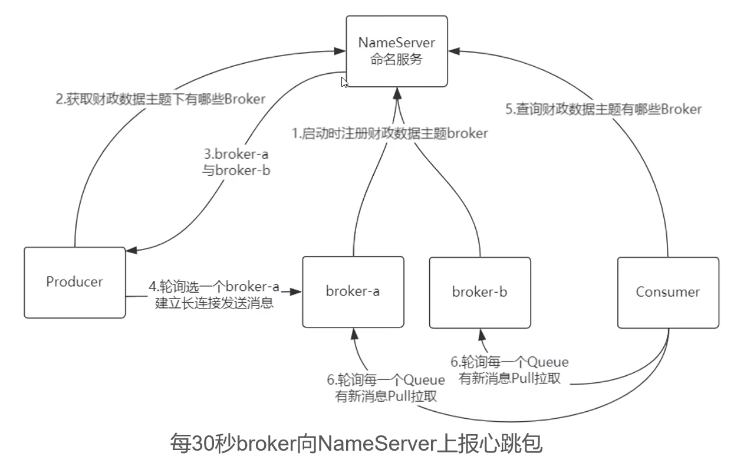 NameServer
命名服务
2.获取财政数据主题下有哪些Broker
5.查询财政数据主题有哪些Broker
1.启动时注册财政数据主题broker
3.broker-a
与broker-b
Producer
4.轮询选一个broker-a
建立长连接发送消息
broker-a
broker-b
Consumer
6.轮询每一个Queue
有新消息Pull拉取
6.轮询每一个Queue
有新消息Pull拉取
每30秒broker向NameServer上报心跳包